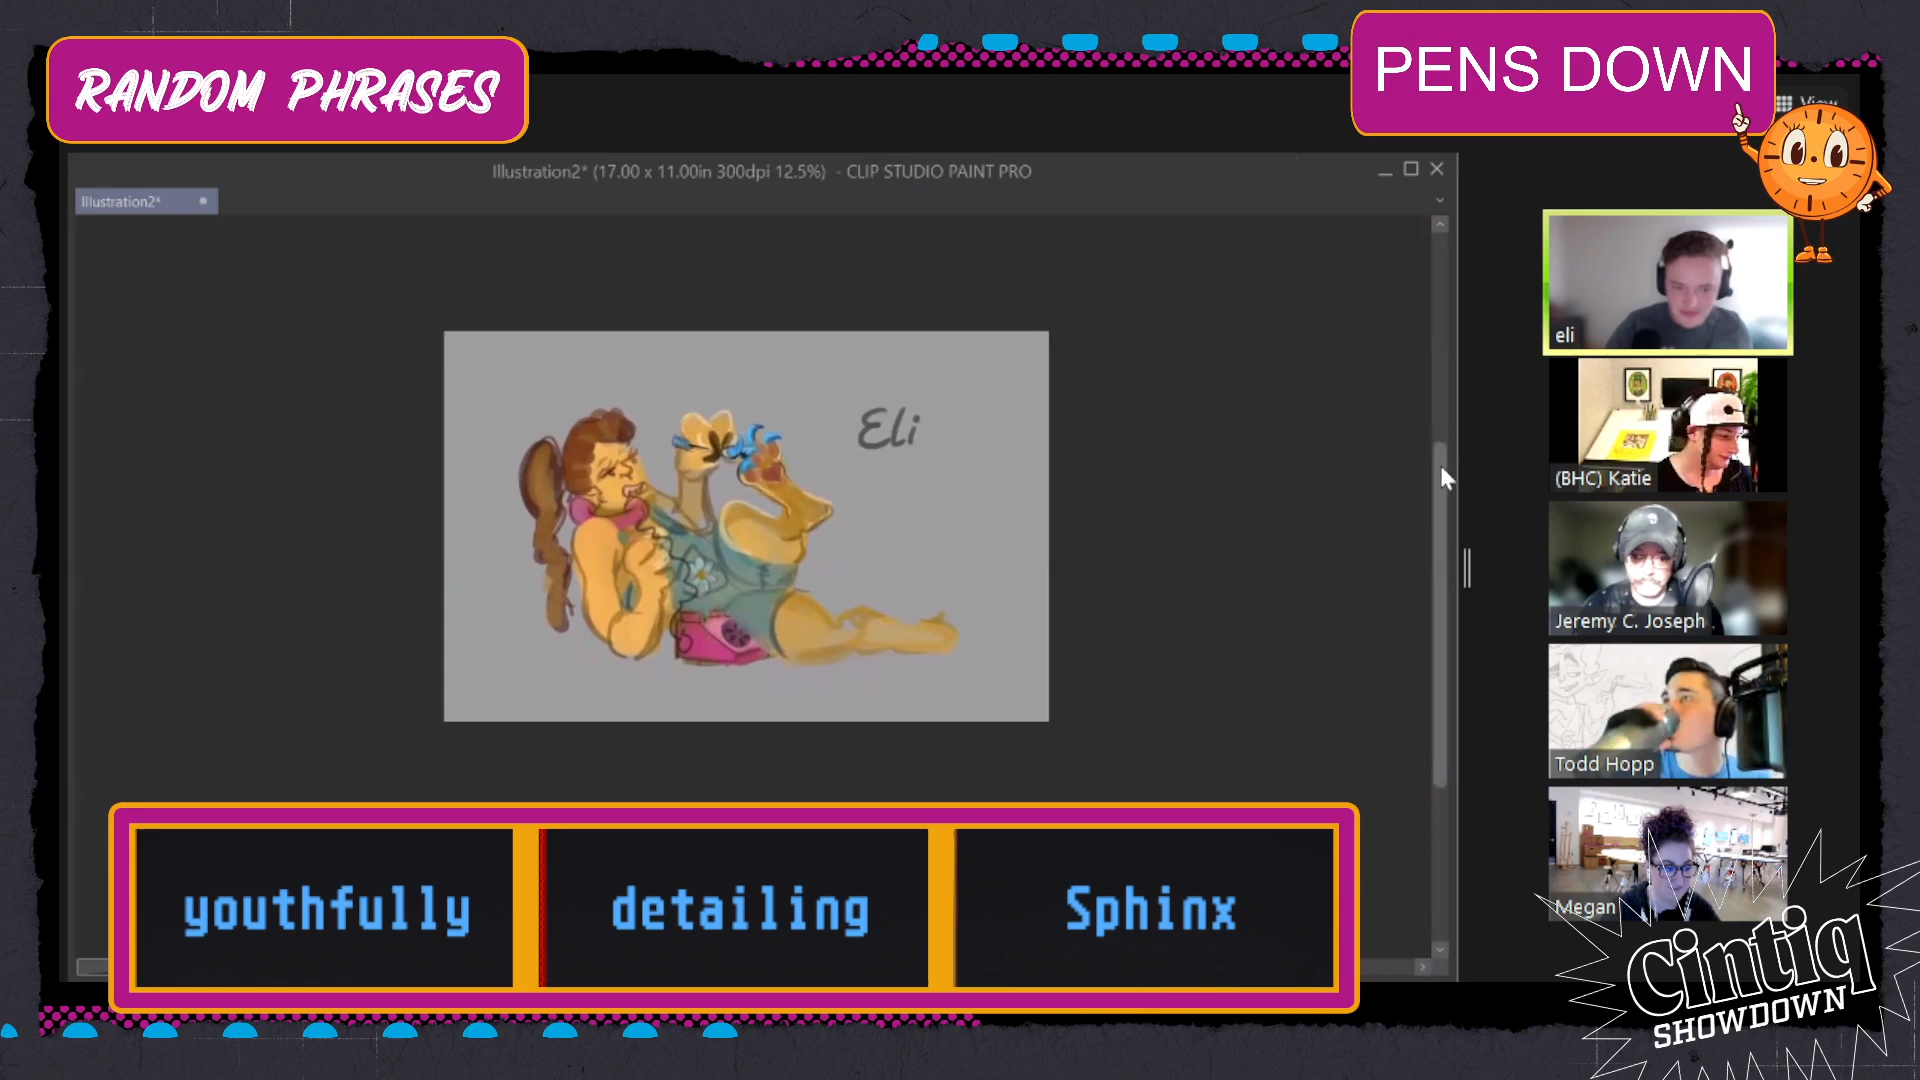 RANDOM PHRASES
PENS DOWN
View
Illustration2* (17.00 x 11.00in 300dpi 12.5%) - CLIP STUDIO PAINT PRO
Illustration2*
Eli
eli
(BHC) Katie
Jeremy C. Joseph
Todd Hopp
Megan
youthfully
detailing
Sphinx
Cintiq
SHOWDOWN